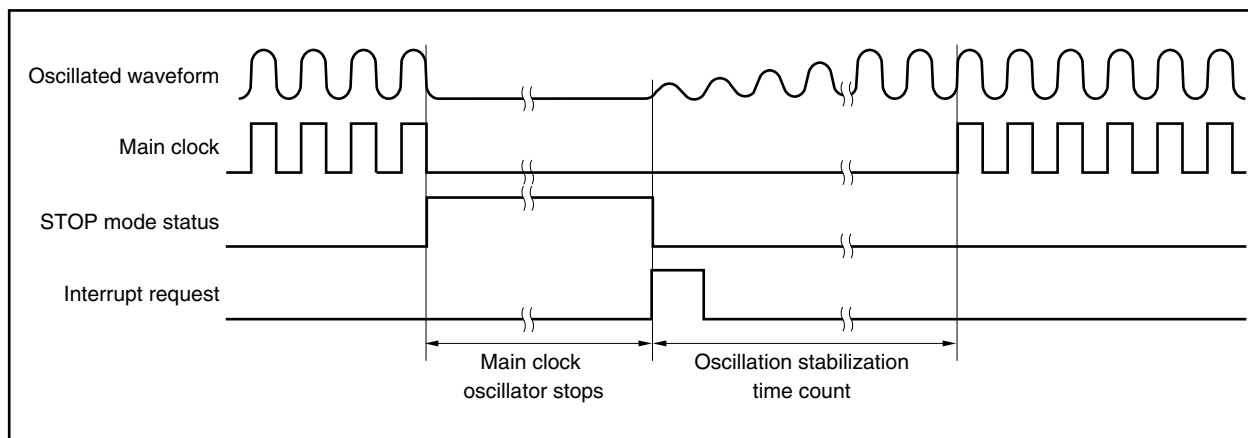 Oscillated waveform
Main clock
STOP mode status
Interrupt request
Main clock
oscillator stops
Oscillation stabilization
time count